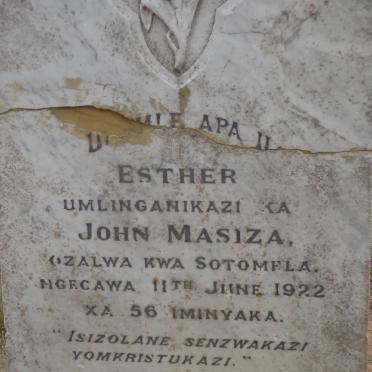 APA
ESTHER
UMLINGANIKAZI KA
JOHN MASIZA.
OZALWA KWA SOTOMELA.
NGECAWA 11TH JUNE 1922
XA 56 IMINYAKA.
"ISIZOLANE SENZWAKAZI
YOMKRISTUKAZI."